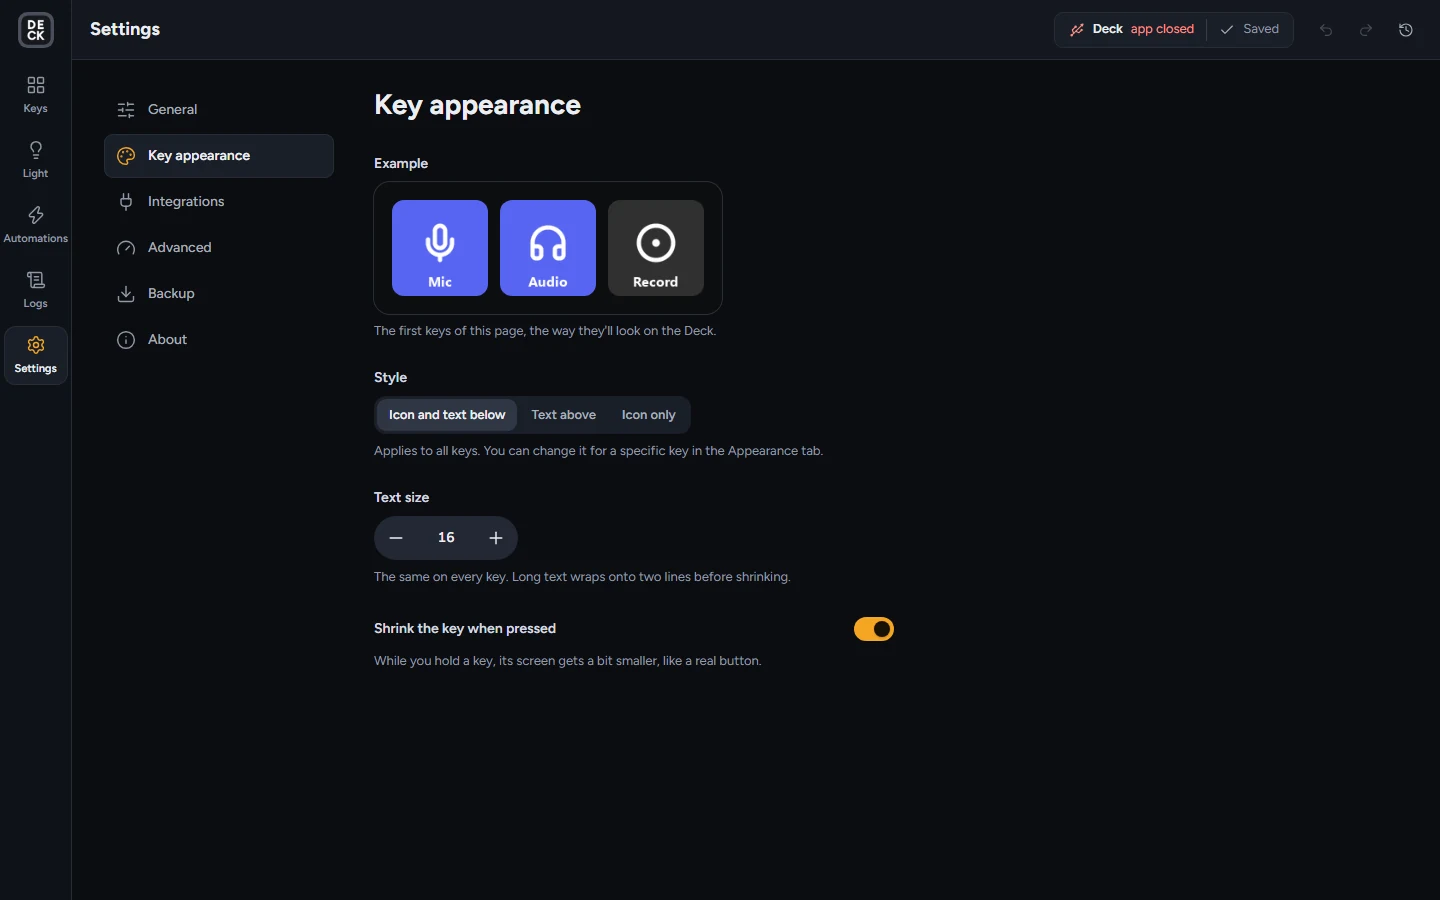 DE
CK
Settings
Deck app closed
Saved
Keys
Light
Automations
Logs
Settings
General
Key appearance
Integrations
Advanced
Backup
About
Key appearance
Example
Mic
Audio
Record
The first keys of this page, the way they'll look on the Deck.
Style
Icon and text below
Text above
Icon only
Applies to all keys. You can change it for a specific key in the Appearance tab.
Text size
16
The same on every key. Long text wraps onto two lines before shrinking.
Shrink the key when pressed
While you hold a key, its screen gets a bit smaller, like a real button.